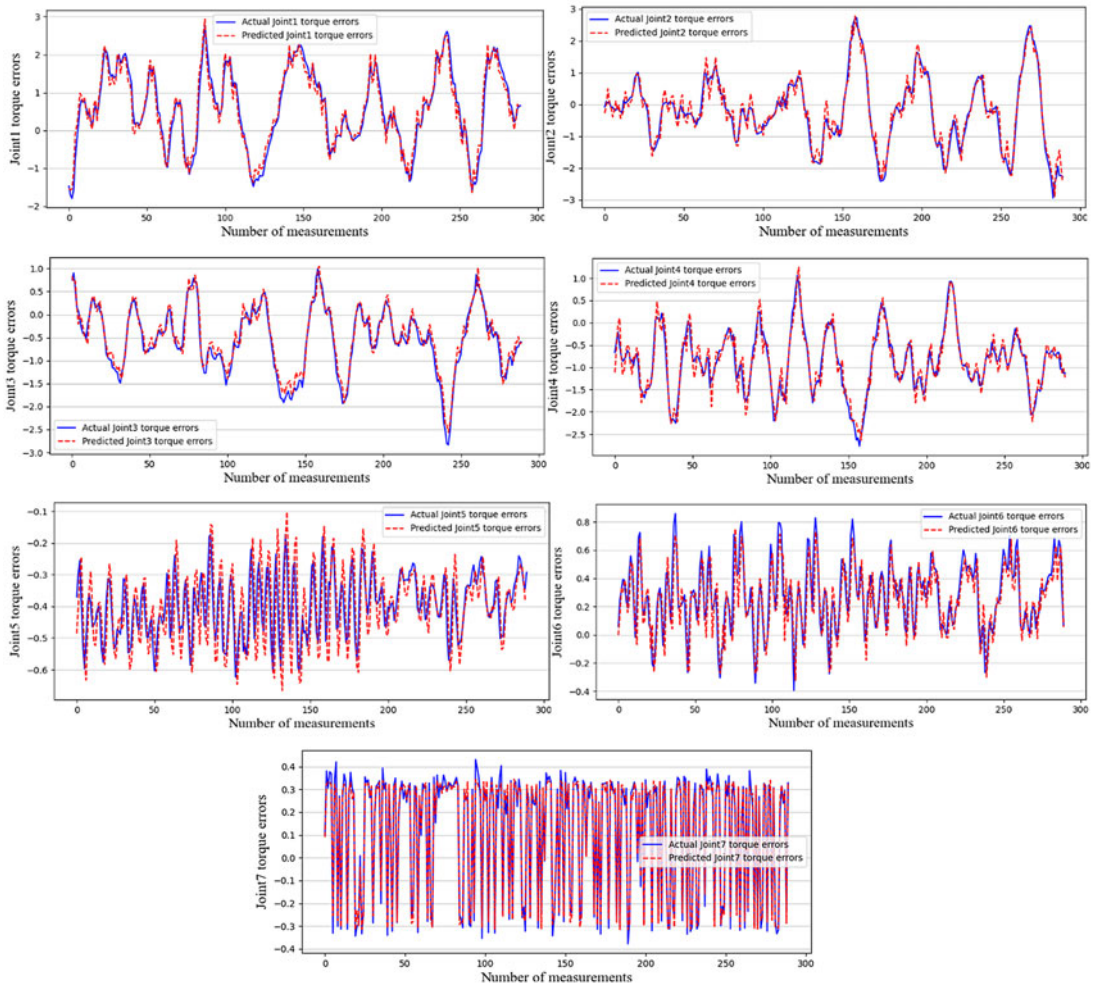 Actual Joint1 torque errors
Predicted Joint1 torque errors
3
2
1
0
−1
−2
Joint1 torque errors
0 50 100 150 200 250 300
Number of measurements
Actual Joint2 torque errors
Predicted Joint2 torque errors
3
2
1
0
−1
−2
−3
Joint2 torque errors
0 50 100 150 200 250 300
Number of measurements
1.0
0.5
0.0
−0.5
−1.0
−1.5
−2.0
−2.5
−3.0
Joint3 torque errors
Actual Joint3 torque errors
Predicted Joint3 torque errors
0 50 100 150 200 250 300
Number of measurements
Actual Joint4 torque errors
Predicted Joint4 torque errors
1.0
0.5
0.0
−0.5
−1.0
−1.5
−2.0
−2.5
Joint4 torque errors
0 50 100 150 200 250 300
Number of measurements
Actual Joint5 torque errors
Predicted Joint5 torque errors
−0.1
−0.2
−0.3
−0.4
−0.5
−0.6
Joint5 torque errors
0 50 100 150 200 250 300
Number of measurements
Actual Joint6 torque errors
Predicted Joint6 torque errors
0.8
0.6
0.4
0.2
0.0
−0.2
−0.4
Joint6 torque errors
0 50 100 150 200 250 300
Number of measurements
0.4
0.3
0.2
0.1
0.0
−0.1
−0.2
−0.3
−0.4
Joint7 torque errors
Actual Joint7 torque errors
Predicted Joint7 torque errors
0 50 100 150 200 250 300
Number of measurements